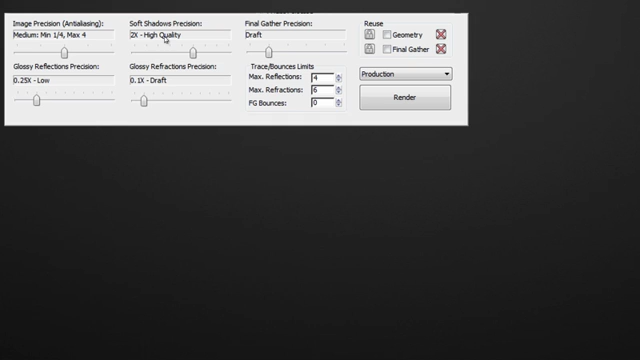 Image Precision (Antialiasing):
Medium: Min 1/4, Max 4
Soft Shadows Precision:
2X - High Quality
Final Gather Precision:
Draft
Reuse
Geometry
Final Gather
Glossy Reflections Precision:
0.25X - Low
Glossy Refractions Precision:
0.1X - Draft
Trace/Bounces Limits
Max. Reflections: 4
Max. Refractions: 6
FG Bounces: 0
Production
Render